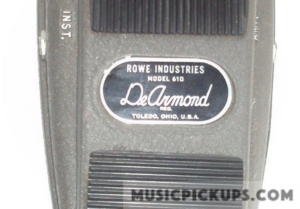 INST.
ROWE INDUSTRIES
MODEL 610
DeArmond
REG.
TOLEDO, OHIO, U.S.A.
MUSICPICKUPS.COM